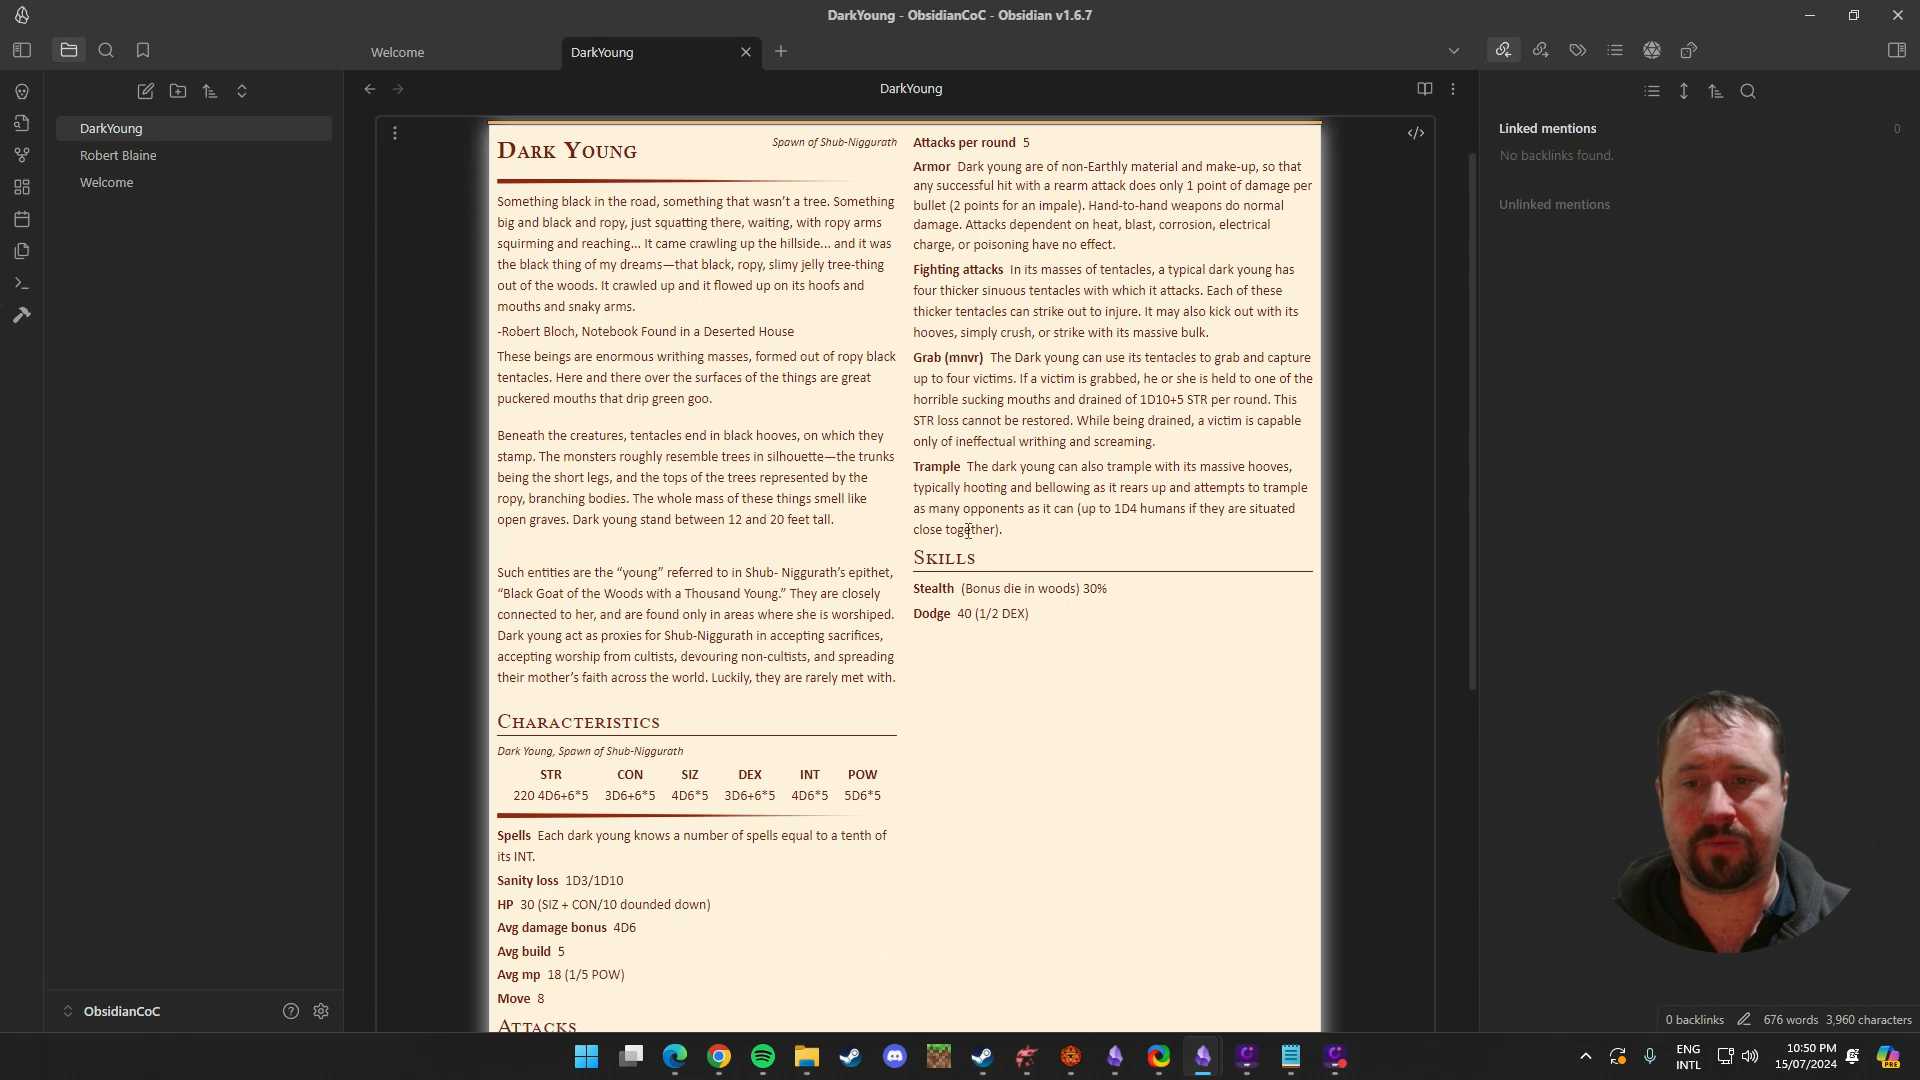 DarkYoung - ObsidianCoC - Obsidian v1.6.7
Welcome
DarkYoung
DarkYoung
DarkYoung
Robert Blaine
Welcome
ObsidianCoC
Dark Young
Spawn of Shub-Niggurath
Something black in the road, something that wasn’t a tree. Something
big and black and ropy, just squatting there, waiting, with ropy arms
squirming and reaching... It came crawling up the hillside... and it was
the black thing of my dreams—that black, ropy, slimy jelly tree-thing
out of the woods. It crawled up and it flowed up on its hoofs and
mouths and snaky arms.
-Robert Bloch, Notebook Found in a Deserted House
These beings are enormous writhing masses, formed out of ropy black
tentacles. Here and there over the surfaces of the things are great
puckered mouths that drip green goo.
Beneath the creatures, tentacles end in black hooves, on which they
stamp. The monsters roughly resemble trees in silhouette—the trunks
being the short legs, and the tops of the trees represented by the
ropy, branching bodies. The whole mass of these things smell like
open graves. Dark young stand between 12 and 20 feet tall.
Such entities are the “young” referred to in Shub- Niggurath’s epithet,
“Black Goat of the Woods with a Thousand Young.” They are closely
connected to her, and are found only in areas where she is worshiped.
Dark young act as proxies for Shub-Niggurath in accepting sacrifices,
accepting worship from cultists, devouring non-cultists, and spreading
their mother’s faith across the world. Luckily, they are rarely met with.
Characteristics
Dark Young, Spawn of Shub-Niggurath
STR CON SIZ DEX INT POW
220 4D6+6*5 3D6+6*5 4D6*5 3D6+6*5 4D6*5 5D6*5
Spells Each dark young knows a number of spells equal to a tenth of
its INT.
Sanity loss 1D3/1D10
HP 30 (SIZ + CON/10 dounded down)
Avg damage bonus 4D6
Avg build 5
Avg mp 18 (1/5 POW)
Move 8
Attacks
Attacks per round 5
Armor Dark young are of non-Earthly material and make-up, so that
any successful hit with a rearm attack does only 1 point of damage per
bullet (2 points for an impale). Hand-to-hand weapons do normal
damage. Attacks dependent on heat, blast, corrosion, electrical
charge, or poisoning have no effect.
Fighting attacks In its masses of tentacles, a typical dark young has
four thicker sinuous tentacles with which it attacks. Each of these
thicker tentacles can strike out to injure. It may also kick out with its
hooves, simply crush, or strike with its massive bulk.
Grab (mnvr) The Dark young can use its tentacles to grab and capture
up to four victims. If a victim is grabbed, he or she is held to one of the
horrible sucking mouths and drained of 1D10+5 STR per round. This
STR loss cannot be restored. While being drained, a victim is capable
only of ineffectual writhing and screaming.
Trample The dark young can also trample with its massive hooves,
typically hooting and bellowing as it rears up and attempts to trample
as many opponents as it can (up to 1D4 humans if they are situated
close together).
Skills
Stealth (Bonus die in woods) 30%
Dodge 40 (1/2 DEX)
Linked mentions 0
No backlinks found.
Unlinked mentions
0 backlinks 676 words 3,960 characters
ENG
INTL
10:50 PM
15/07/2024
PRE